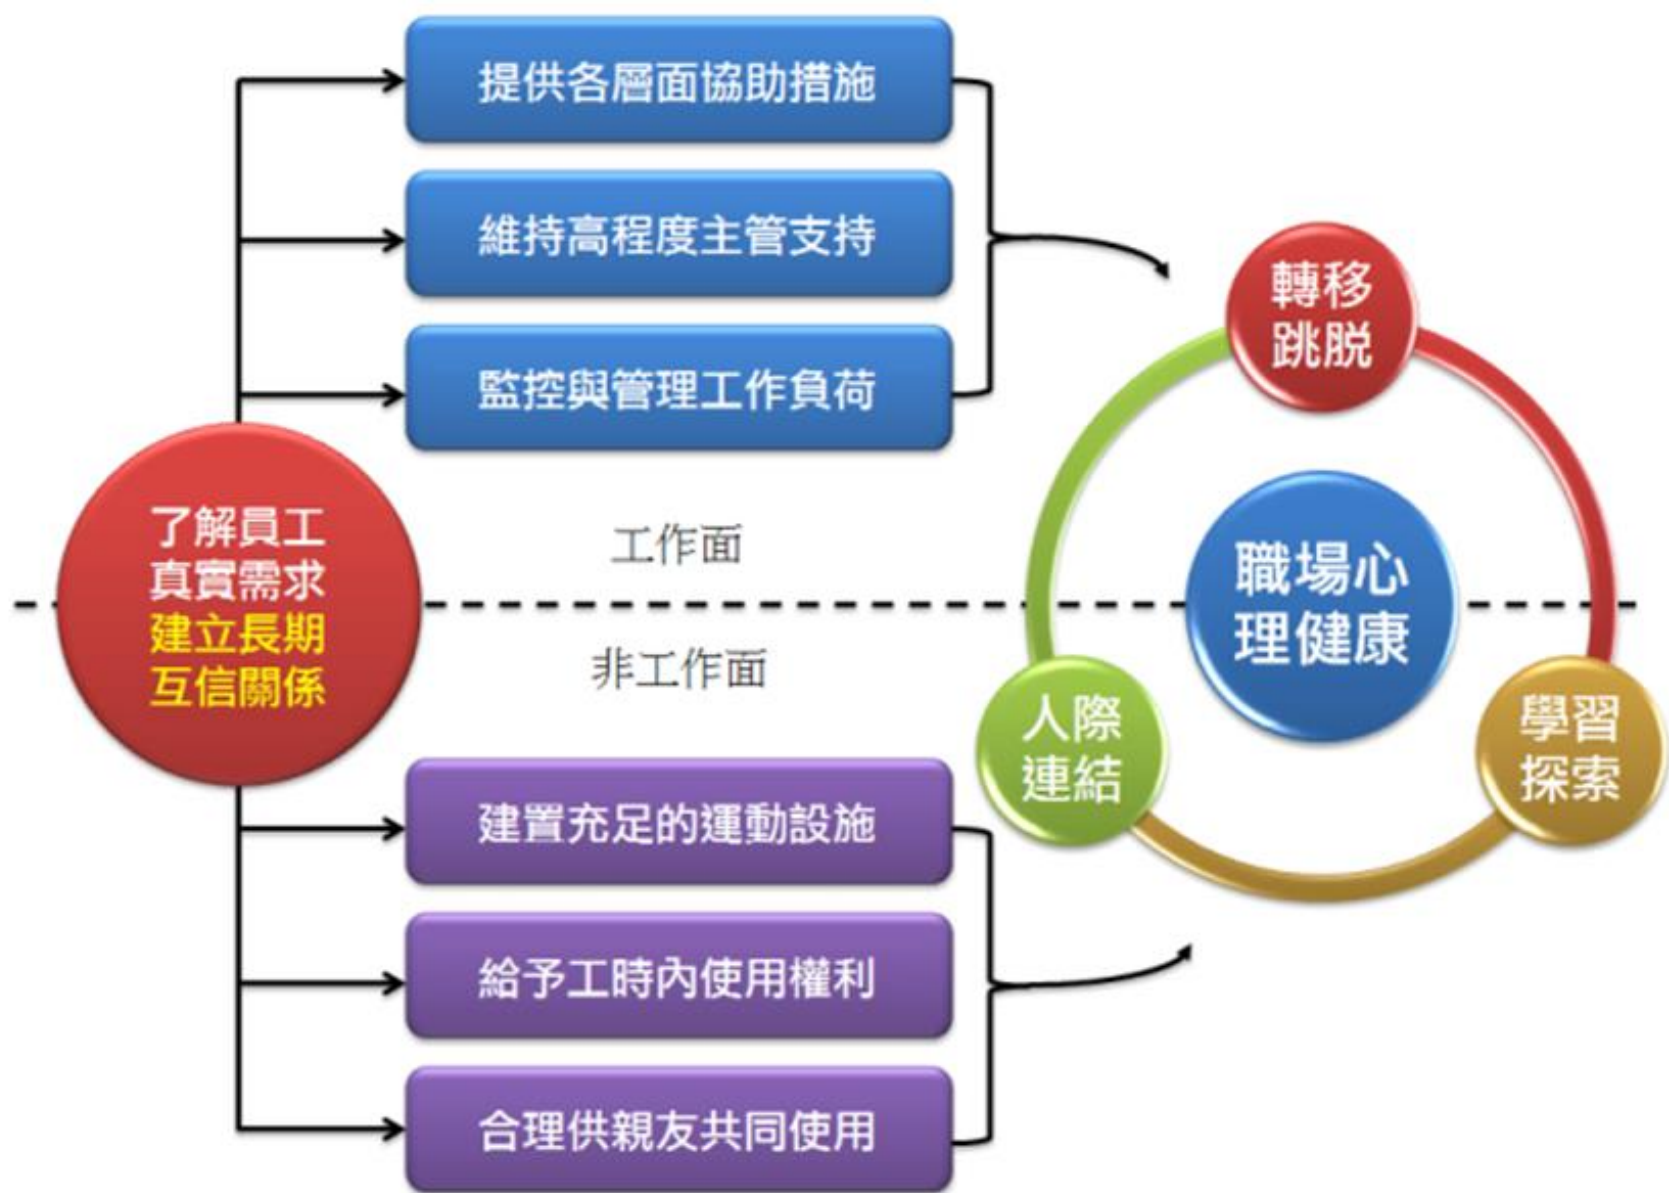 提供各層面協助措施
維持高程度主管支持
監控與管理工作負荷
了解員工
真實需求
建立長期
互信關係
工作面
非工作面
建置充足的運動設施
給予工時內使用權利
合理供親友共同使用
轉移
跳脱
職場心
理健康
人際
連結
學習
探索